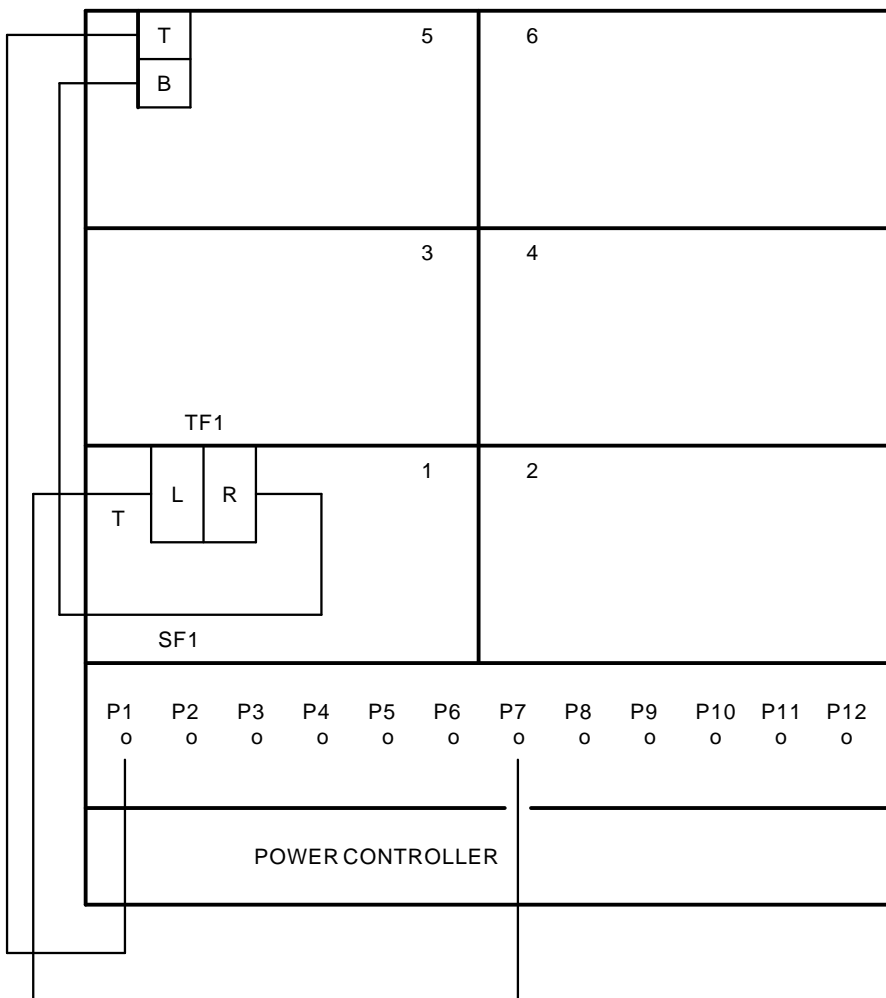 T 5 6
B
3 4
TF1
1 2
L R
T
SF1
P1 P2 P3 P4 P5 P6 P7 P8 P9 P10 P11 P12
o o o o o o o o o o o o
POWER CONTROLLER